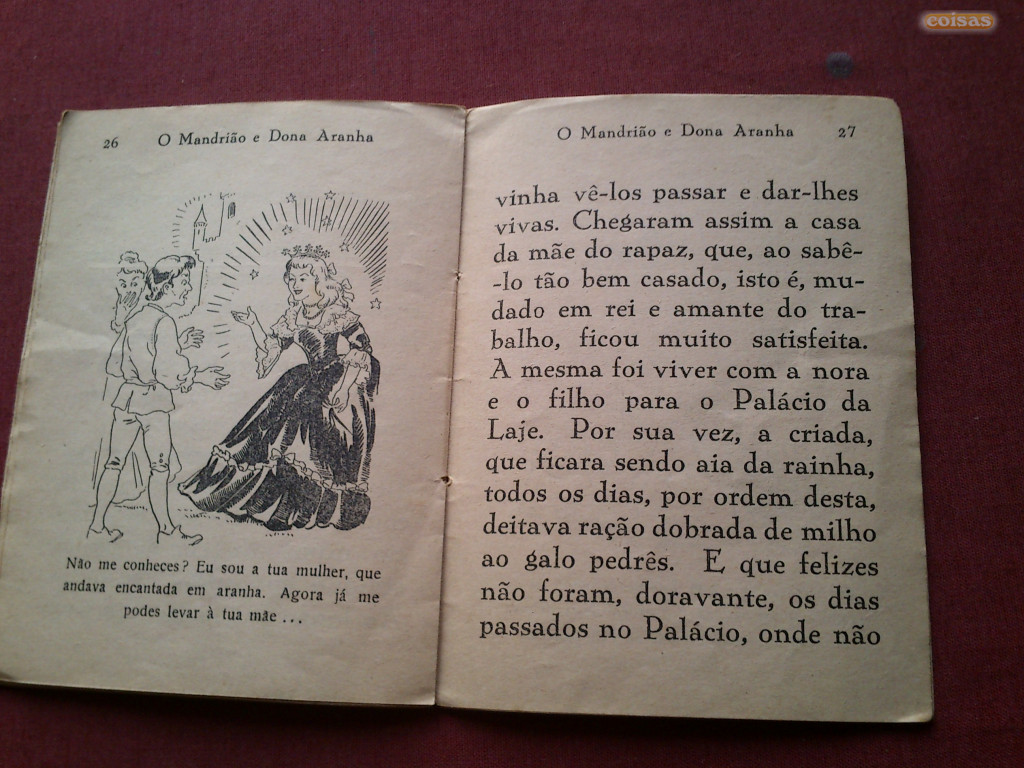 coisas
26 O Mandrião e Dona Aranha
Não me conheces? Eu sou a tua mulher, que
andava encantada em aranha. Agora já me
podes levar à tua mãe ...
O Mandrião e Dona Aranha 27
vinha vê-los passar e dar-lhes
vivas. Chegaram assim a casa
da mãe do rapaz, que, ao sabê-
-lo tão bem casado, isto é, mu-
dado em rei e amante do tra-
balho, ficou muito satisfeita.
A mesma foi viver com a nora
e o filho para o Palácio da
Laje. Por sua vez, a criada,
que ficara sendo aia da rainha,
todos os dias, por ordem desta,
deitava ração dobrada de milho
ao galo pedrês. E que felizes
não foram, doravante, os dias
passados no Palácio, onde não